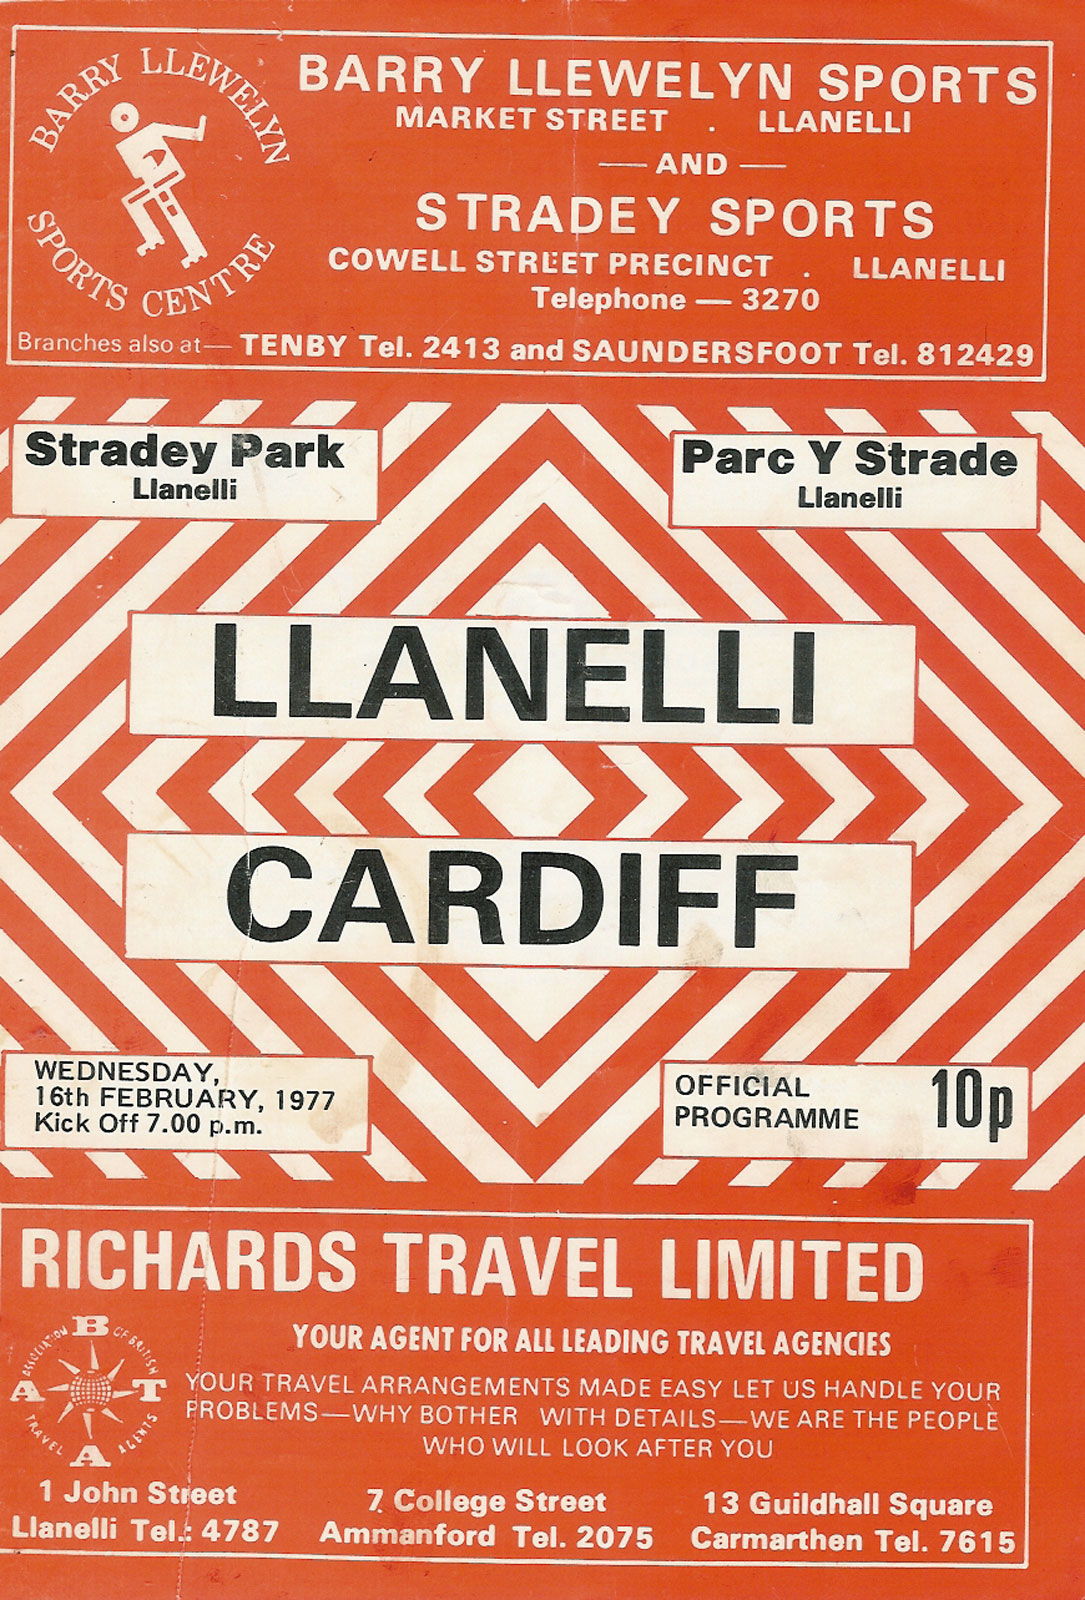 BARRY LLEWELYN
SPORTS CENTRE
BARRY LLEWELYN SPORTS
MARKET STREET . LLANELLI
— AND —
STRADEY SPORTS
COWELL STREET PRECINCT . LLANELLI
Telephone — 3270
Branches also at— TENBY Tel. 2413 and SAUNDERSFOOT Tel. 812429
Stradey Park
Llanelli
Parc Y Strade
Llanelli
LLANELLI
CARDIFF
WEDNESDAY,
16th FEBRUARY, 1977
Kick Off 7.00 p.m.
OFFICIAL
PROGRAMME
10p
RICHARDS TRAVEL LIMITED
ABTA
ASSOCIATION OF BRITISH
TRAVEL AGENTS
YOUR AGENT FOR ALL LEADING TRAVEL AGENCIES
YOUR TRAVEL ARRANGEMENTS MADE EASY LET US HANDLE YOUR
PROBLEMS—WHY BOTHER WITH DETAILS—WE ARE THE PEOPLE
WHO WILL LOOK AFTER YOU
1 John Street
Llanelli Tel.: 4787
7 College Street
Ammanford Tel. 2075
13 Guildhall Square
Carmarthen Tel. 7615